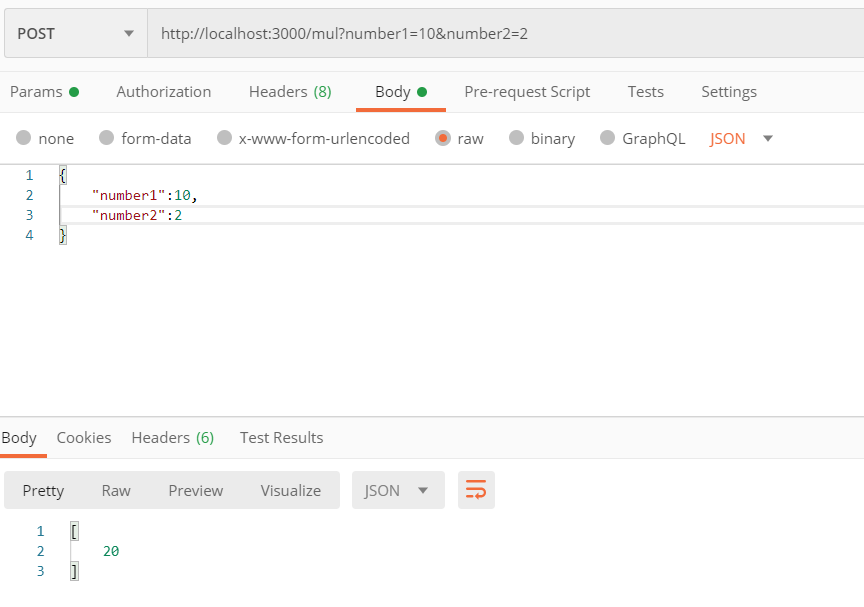 POST http://localhost:3000/mul?number1=10&number2=2
Params Authorization Headers (8) Body Pre-request Script Tests Settings
none form-data x-www-form-urlencoded raw binary GraphQL JSON
1 {
2 "number1":10,
3 "number2":2
4 }
Body Cookies Headers (6) Test Results
Pretty Raw Preview Visualize JSON
1 [
2 20
3 ]